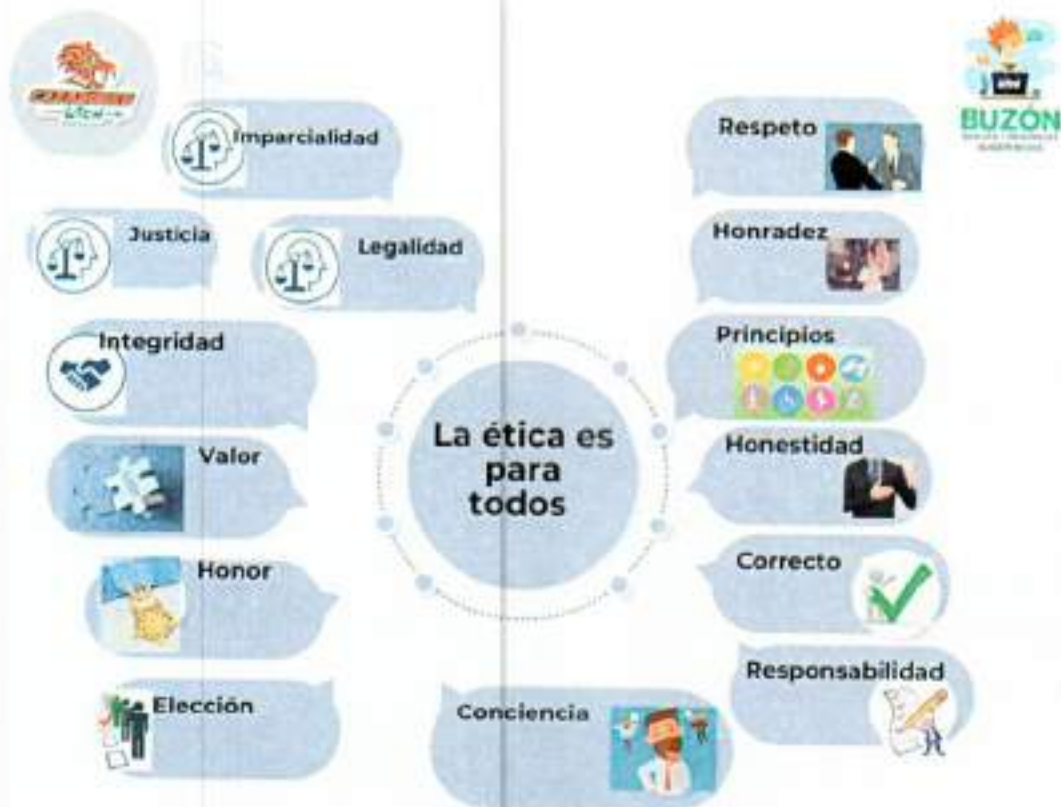 Imparcialidad
Justicia
Legalidad
Integridad
Valor
Honor
Elección
La ética es
para
todos
Respeto
Honradez
Principios
Honestidad
Correcto
Responsabilidad
Conciencia
BUZÓN